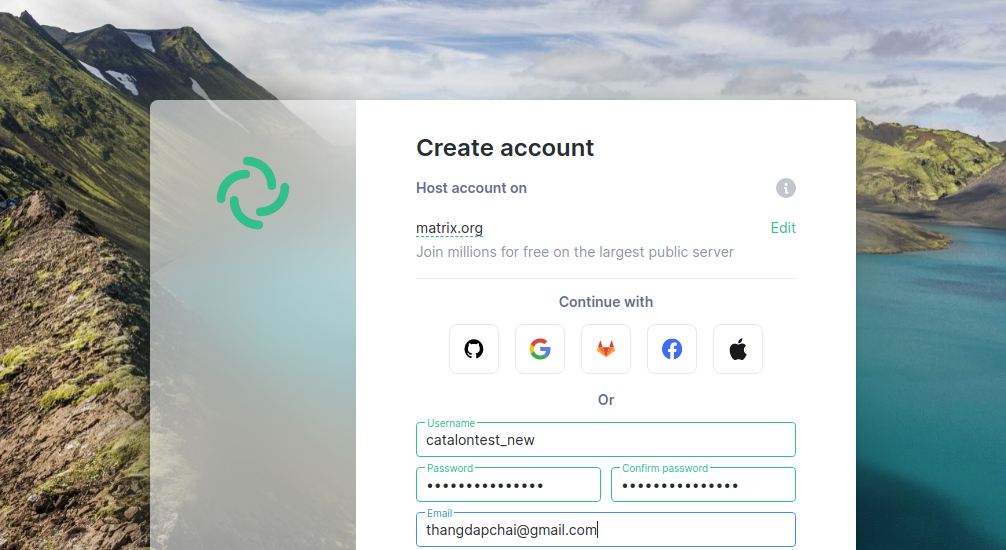 Create account
Host account on
matrix.org
Edit
Join millions for free on the largest public server
Continue with
Or
Username
catalontest_new
Password
Confirm password
•••••••••••••••
•••••••••••••••
Email
thangdapchai@gmail.com